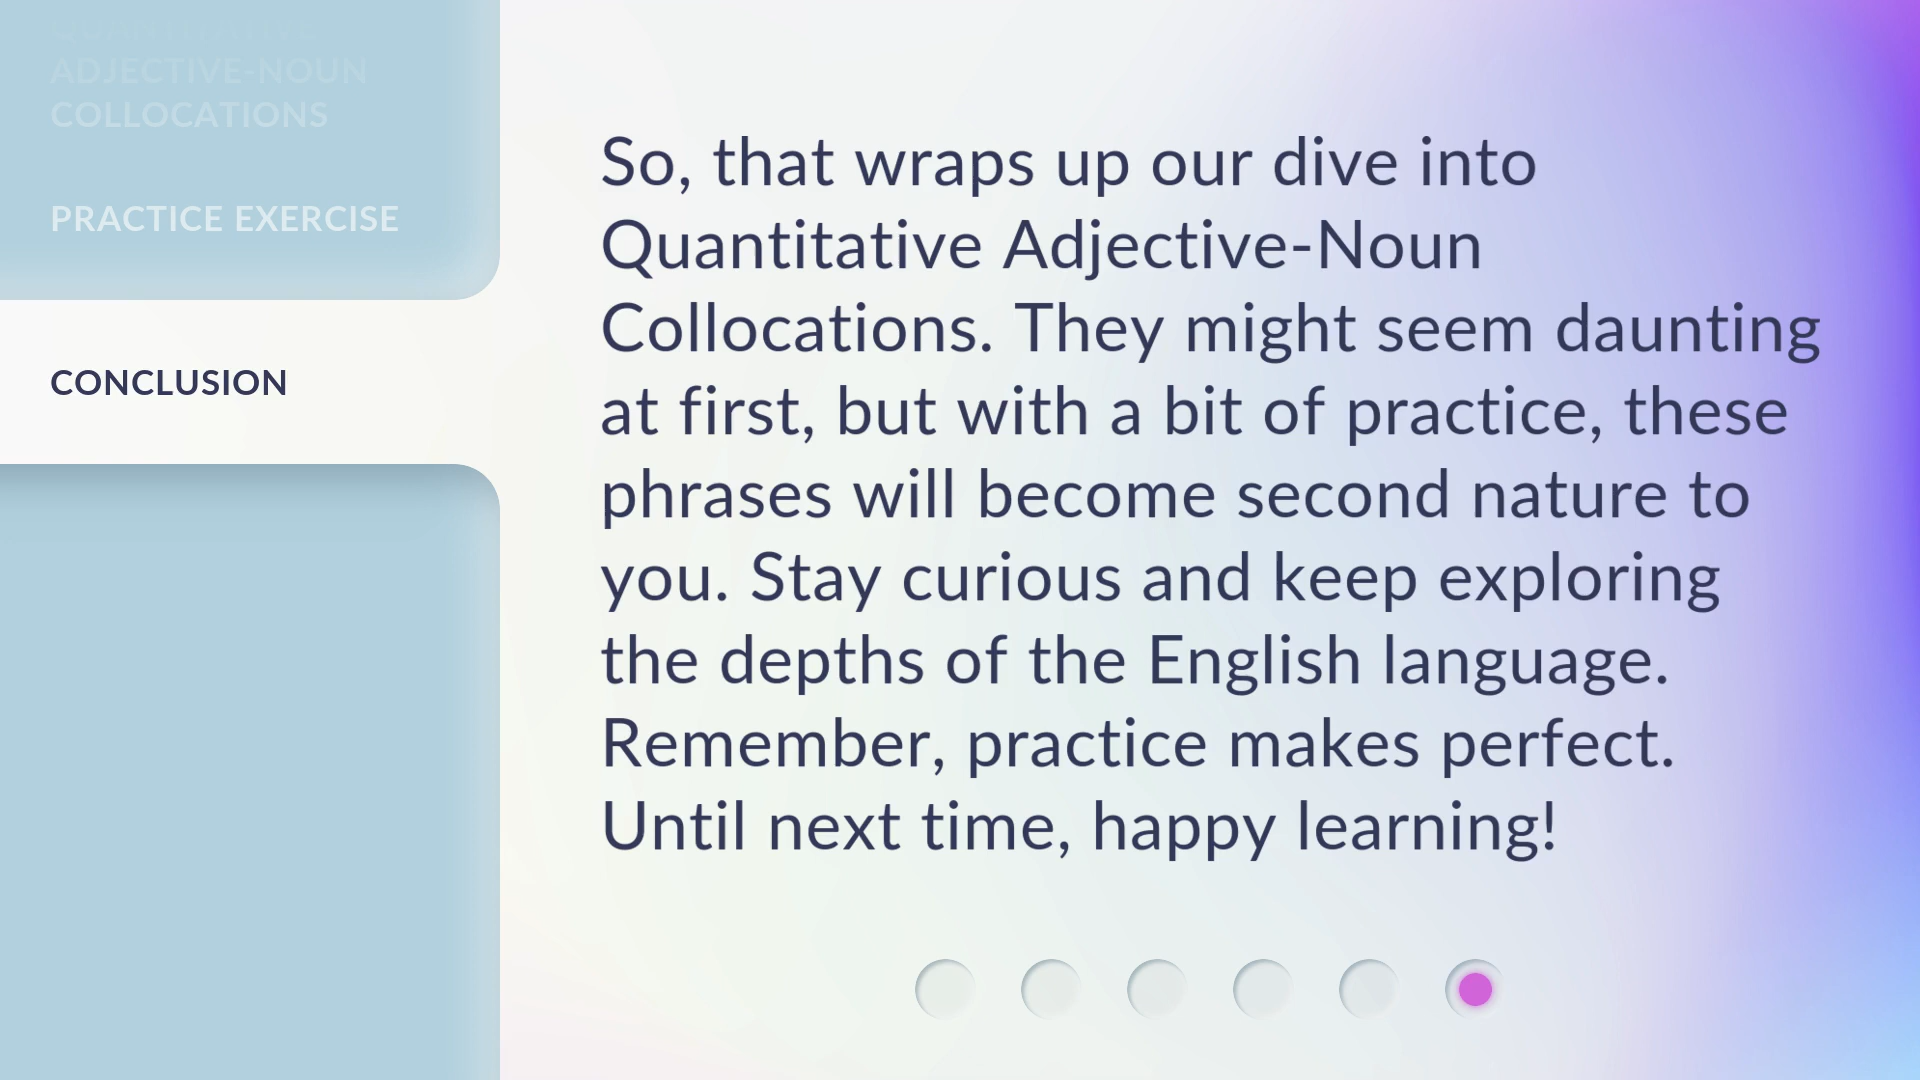 QUANTITATIVE
ADJECTIVE-NOUN
COLLOCATIONS
PRACTICE EXERCISE
CONCLUSION
So, that wraps up our dive into
Quantitative Adjective-Noun
Collocations. They might seem daunting
at first, but with a bit of practice, these
phrases will become second nature to
you. Stay curious and keep exploring
the depths of the English language.
Remember, practice makes perfect.
Until next time, happy learning!